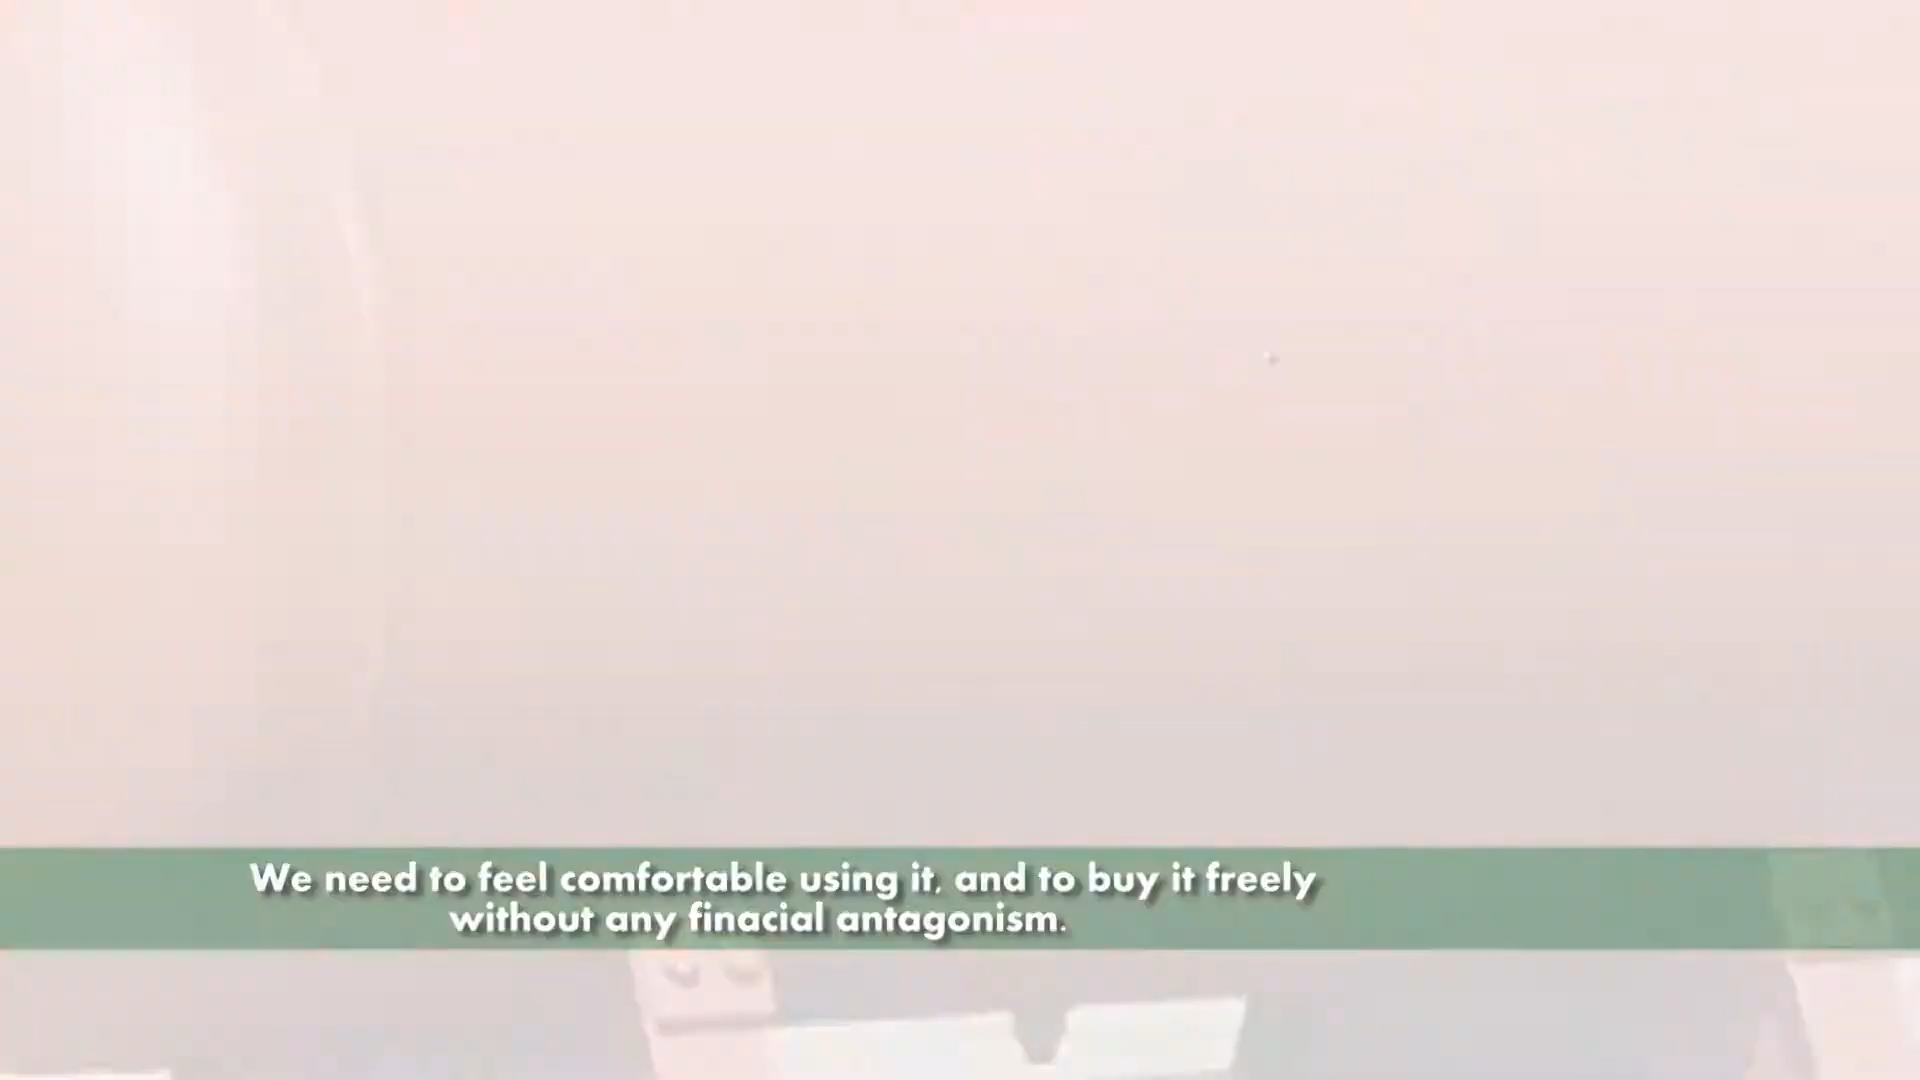 We need to feel comfortable using it, and to buy it freely
without any finacial antagonism.